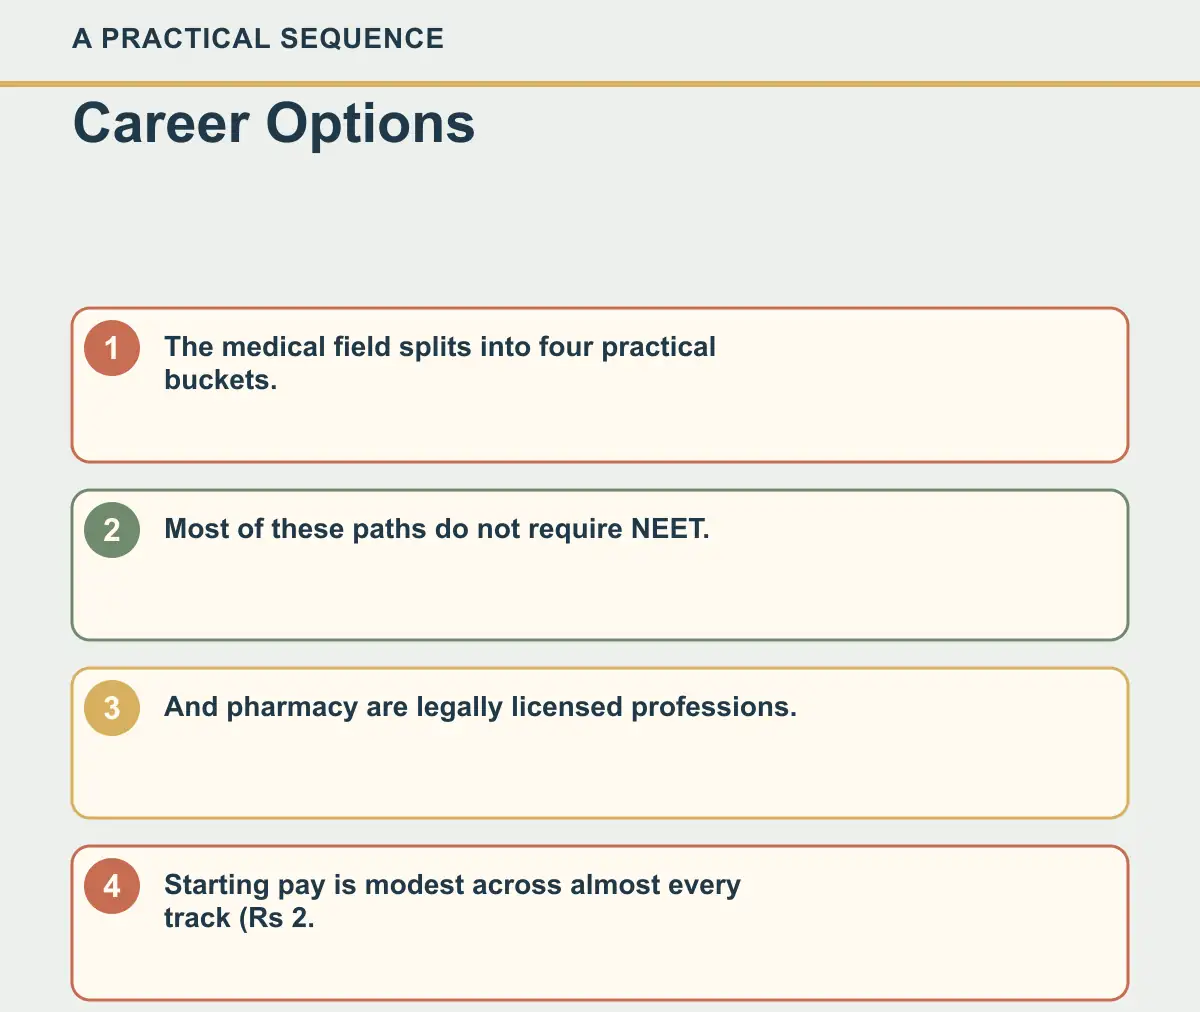 A PRACTICAL SEQUENCE
Career Options
1
The medical field splits into four practical
buckets.
2
Most of these paths do not require NEET.
3
And pharmacy are legally licensed professions.
4
Starting pay is modest across almost every
track (Rs 2.